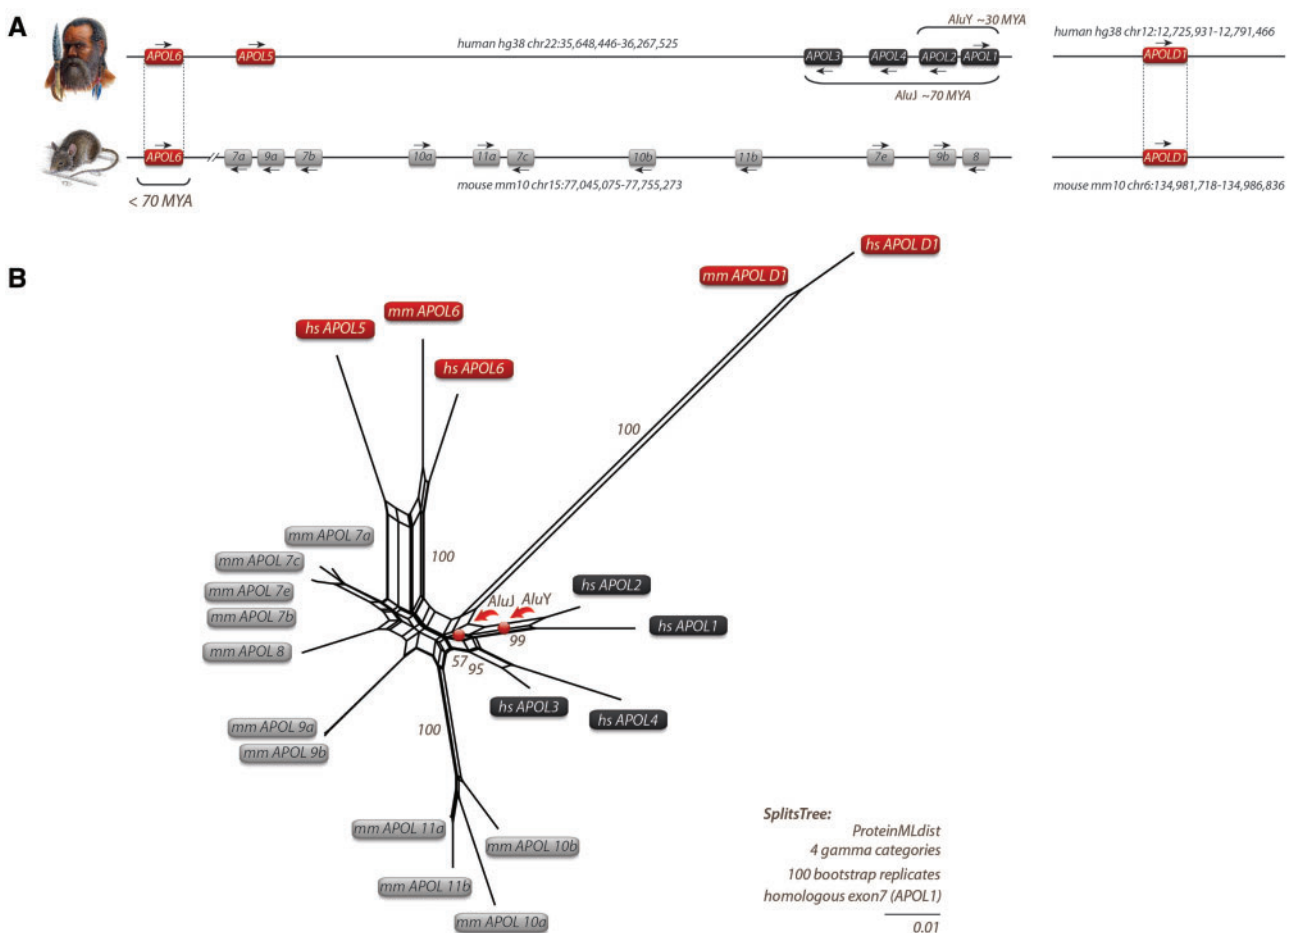 A
AluY ~30 MYA
human hg38 chr22:35,648,446-36,267,525
human hg38 chr12:12,725,931-12,791,466
APOL6 APOL5 APOL3 APOL4 APOL2 APOL1 APOLD1
AluJ ~70 MYA
APOL6 7a 9a 7b 10a 11a 7c 10b 11b 7e 9b 8 APOLD1
mouse mm10 chr15:77,045,075-77,755,273
mouse mm10 chr6:134,981,718-134,986,836
< 70 MYA
B
hs APOL D1
mm APOL D1
mm APOL6
hs APOL5
hs APOL6
100
mm APOL 7a
100
mm APOL 7c
mm APOL 7e
mm APOL 7b
mm APOL 8
AluJ AluY
hs APOL2
hs APOL1
99
57 95
hs APOL3
hs APOL4
mm APOL 9a
mm APOL 9b
100
mm APOL 11a
mm APOL 10b
mm APOL 11b
mm APOL 10a
SplitsTree:
ProteinMLdist
4 gamma categories
100 bootstrap replicates
homologous exon7 (APOL1)
0.01